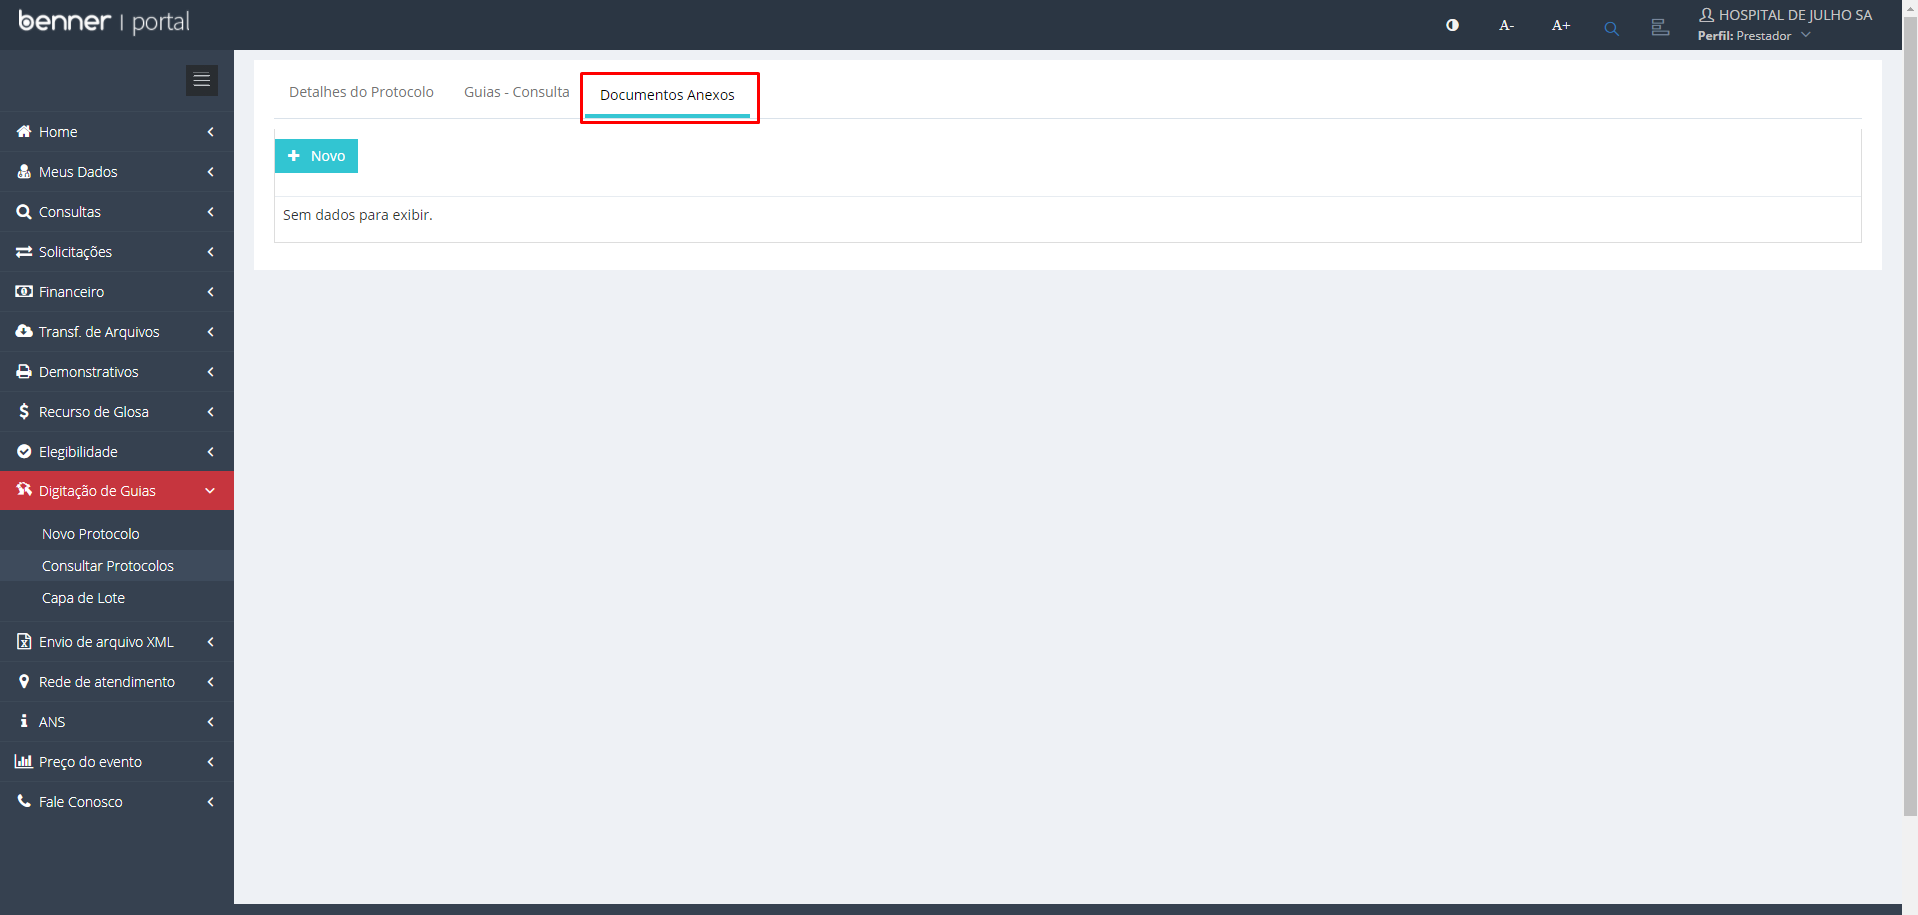 benner | portal
A-
A+
HOSPITAL DE JULHO SA
Perfil: Prestador
Home
Meus Dados
Consultas
Solicitações
Financeiro
Transf. de Arquivos
Demonstrativos
Recurso de Glosa
Elegibilidade
Digitação de Guias
Novo Protocolo
Consultar Protocolos
Capa de Lote
Envio de arquivo XML
Rede de atendimento
ANS
Preço do evento
Fale Conosco
Detalhes do Protocolo
Guias - Consulta
Documentos Anexos
+ Novo
Sem dados para exibir.